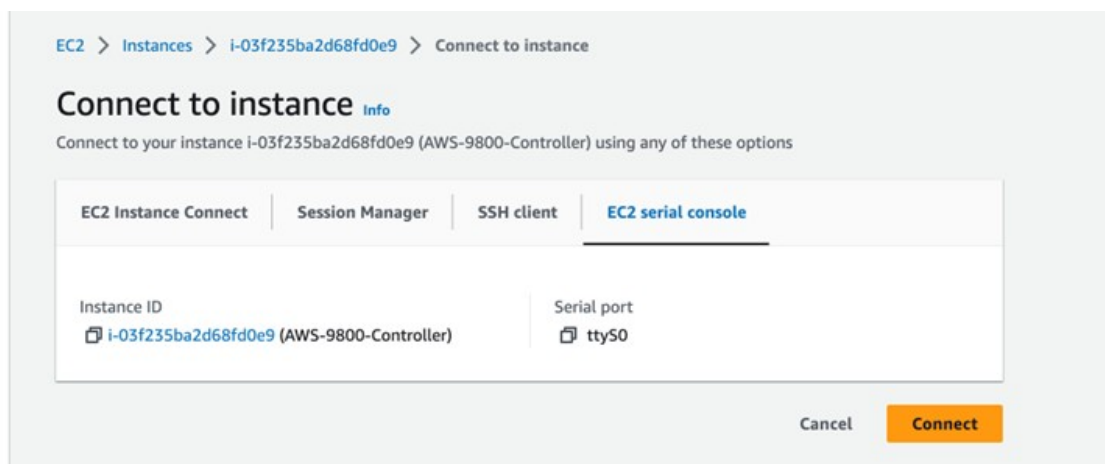 EC2 > Instances > i-03f235ba2d68fd0e9 > Connect to instance
Connect to instance Info
Connect to your instance i-03f235ba2d68fd0e9 (AWS-9800-Controller) using any of these options
EC2 Instance Connect Session Manager SSH client EC2 serial console
Instance ID Serial port
i-03f235ba2d68fd0e9 (AWS-9800-Controller) ttyS0
Cancel Connect